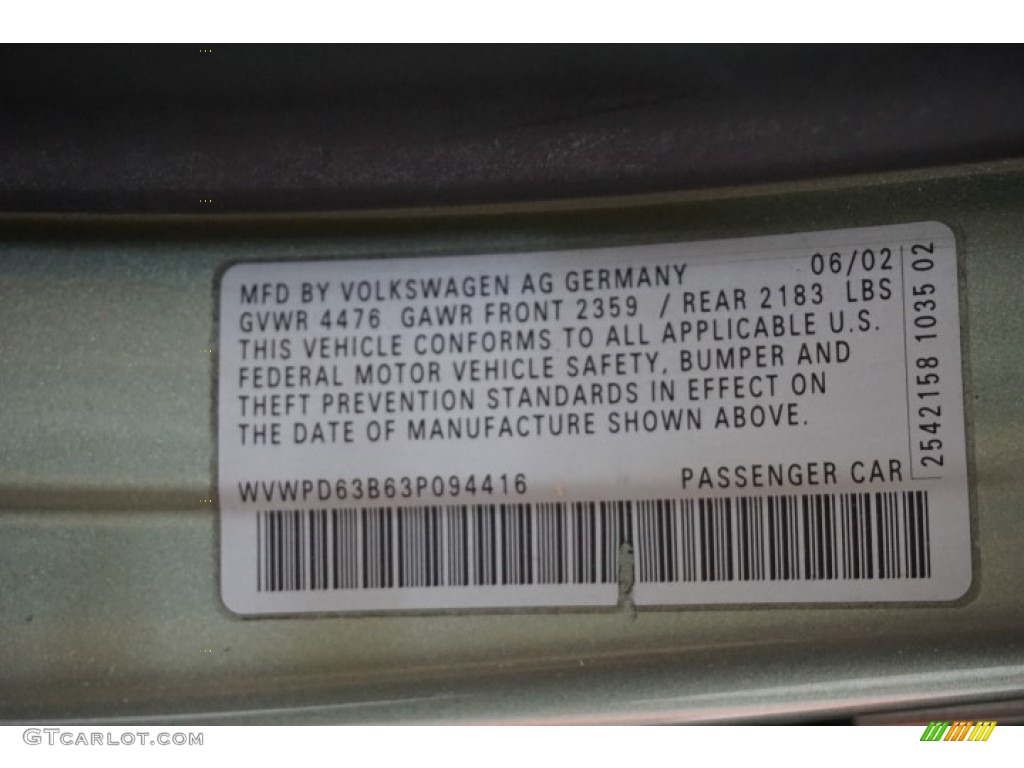 MFD BY VOLKSWAGEN AG GERMANY 06/02
GVWR 4476 GAWR FRONT 2359 / REAR 2183 LBS
THIS VEHICLE CONFORMS TO ALL APPLICABLE U.S.
FEDERAL MOTOR VEHICLE SAFETY, BUMPER AND
THEFT PREVENTION STANDARDS IN EFFECT ON
THE DATE OF MANUFACTURE SHOWN ABOVE.
WVWPD63B63P094416 PASSENGER CAR
2542158 1035 02
GTCarlot.com